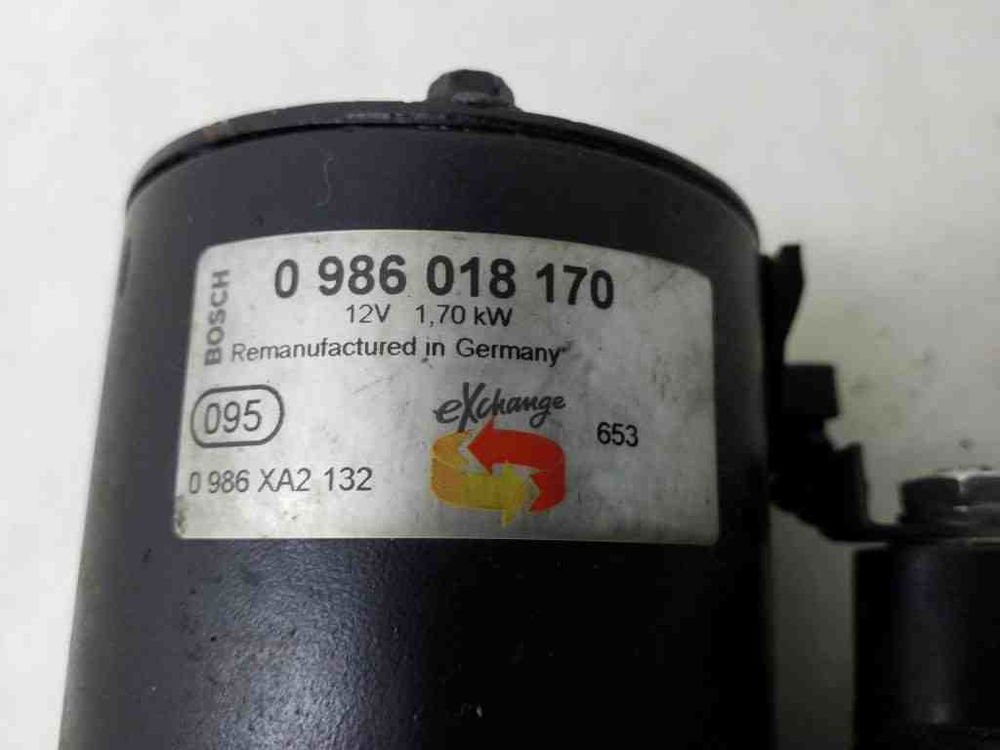 BOSCH
0 986 018 170
12V 1,70 kW
Remanufactured in Germany
095
eXchange
653
0 986 XA2 132